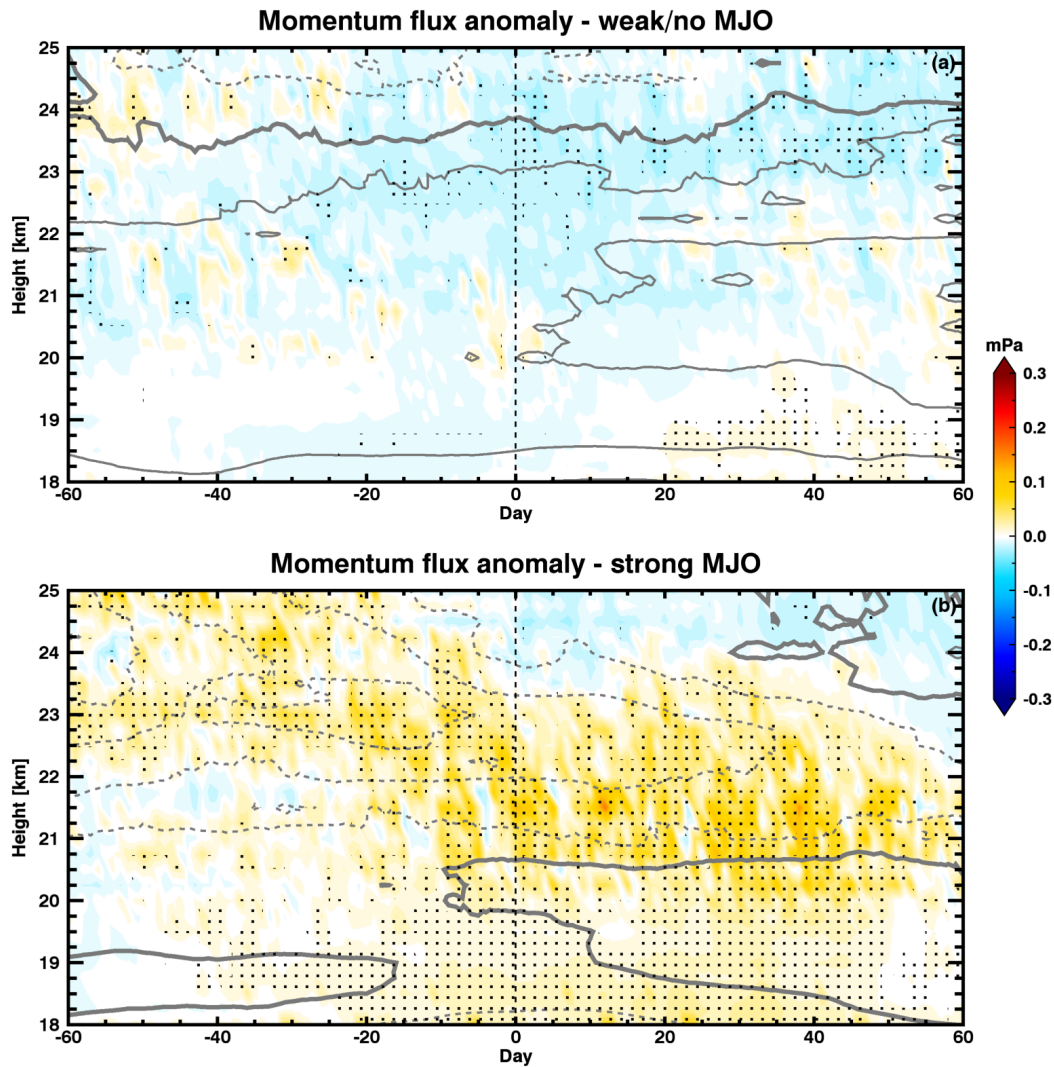 Momentum flux anomaly - weak/no MJO
(a)
25
24
23
22
21
20
19
18
Height [km]
-60 -40 -20 0 20 40 60
Day
mPa
0.3
0.2
0.1
0.0
-0.1
-0.2
-0.3
Momentum flux anomaly - strong MJO
(b)
25
24
23
22
21
20
19
18
Height [km]
-60 -40 -20 0 20 40 60
Day